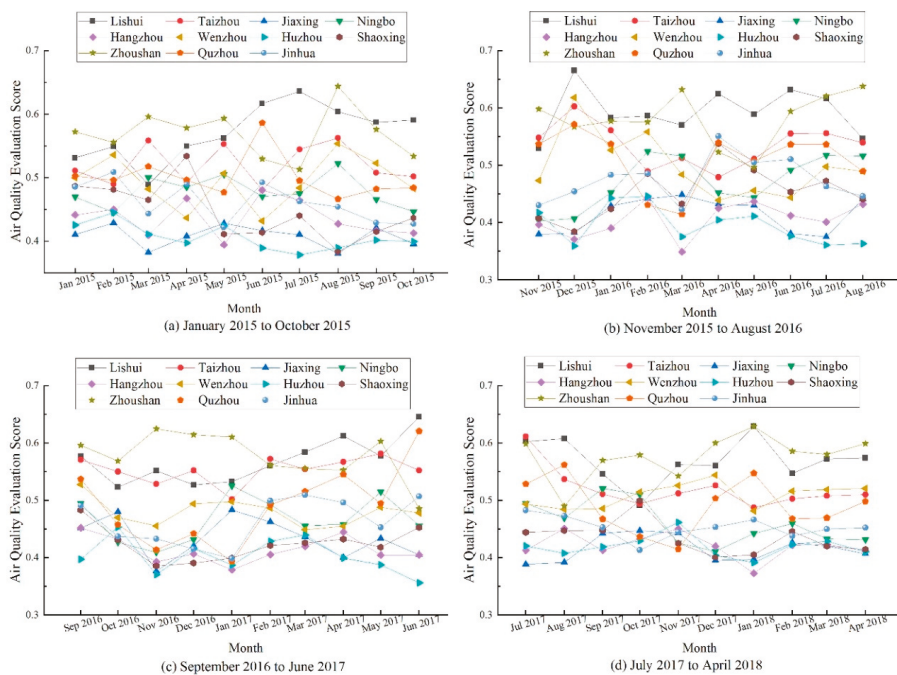 Lishui Taizhou Jiaxing Ningbo
Hangzhou Wenzhou Huzhou Shaoxing
Zhoushan Quzhou Jinhua
0.7
0.6
0.5
0.4
Air Quality Evaluation Score
Jan 2015 Feb 2015 Mar 2015 Apr 2015 May 2015 Jun 2015 Jul 2015 Aug 2015 Sep 2015 Oct 2015
Month
(a) January 2015 to October 2015
Lishui Taizhou Jiaxing Ningbo
Hangzhou Wenzhou Huzhou Shaoxing
Zhoushan Quzhou Jinhua
0.7
0.6
0.5
0.4
0.3
Air Quality Evaluation Score
Nov 2015 Dec 2015 Jan 2016 Feb 2016 Mar 2016 Apr 2016 May 2016 Jun 2016 Jul 2016 Aug 2016
Month
(b) November 2015 to August 2016
Lishui Taizhou Jiaxing Ningbo
Hangzhou Wenzhou Huzhou Shaoxing
Zhoushan Quzhou Jinhua
0.7
0.6
0.5
0.4
0.3
Air Quality Evaluation Score
Sep 2016 Oct 2016 Nov 2016 Dec 2016 Jan 2017 Feb 2017 Mar 2017 Apr 2017 May 2017 Jun 2017
Month
(c) September 2016 to June 2017
Lishui Taizhou Jiaxing Ningbo
Hangzhou Wenzhou Huzhou Shaoxing
Zhoushan Quzhou Jinhua
0.7
0.6
0.5
0.4
0.3
Air Quality Evaluation Score
Jul 2017 Aug 2017 Sep 2017 Oct 2017 Nov 2017 Dec 2017 Jan 2018 Feb 2018 Mar 2018 Apr 2018
Month
(d) July 2017 to April 2018